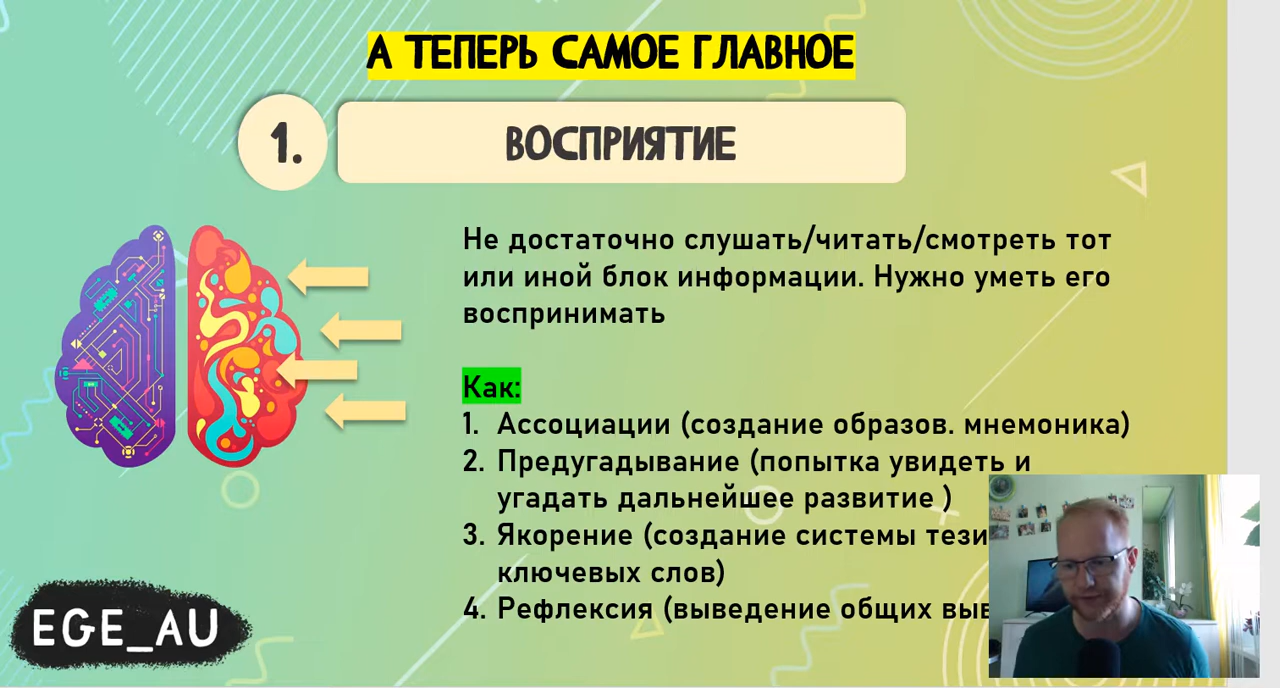 А ТЕПЕРЬ САМОЕ ГЛАВНОЕ
1.
ВОСПРИЯТИЕ
Не достаточно слушать/читать/смотреть тот
или иной блок информации. Нужно уметь его
воспринимать
Как:
1. Ассоциации (создание образов. мнемоника)
2. Предугадывание (попытка увидеть и
угадать дальнейшее развитие )
3. Якорение (создание системы
ключевых слов)
4. Рефлексия (выведение общих
EGE_AU